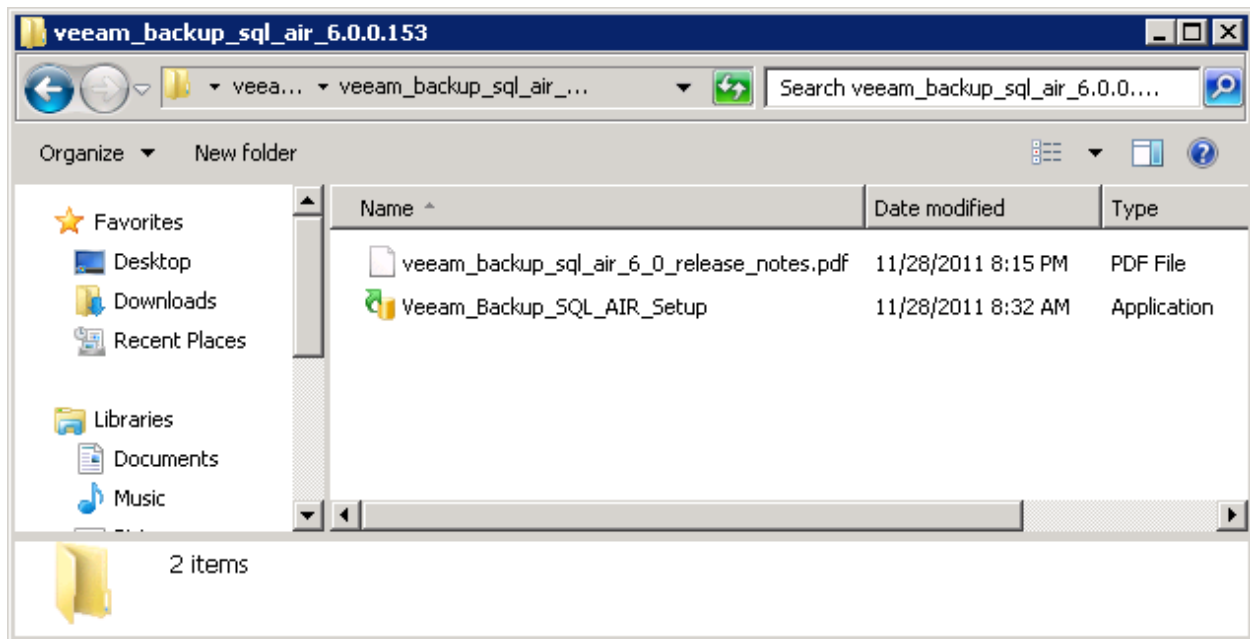 veeam_backup_sql_air_6.0.0.153
veea... veeam_backup_sql_air_... Search veeam_backup_sql_air_6.0.0....
Organize New folder
Name Date modified Type
Favorites
Desktop
Downloads
Recent Places
Libraries
Documents
Music
veeam_backup_sql_air_6_0_release_notes.pdf 11/28/2011 8:15 PM PDF File
Veeam_Backup_SQL_AIR_Setup 11/28/2011 8:32 AM Application
2 items